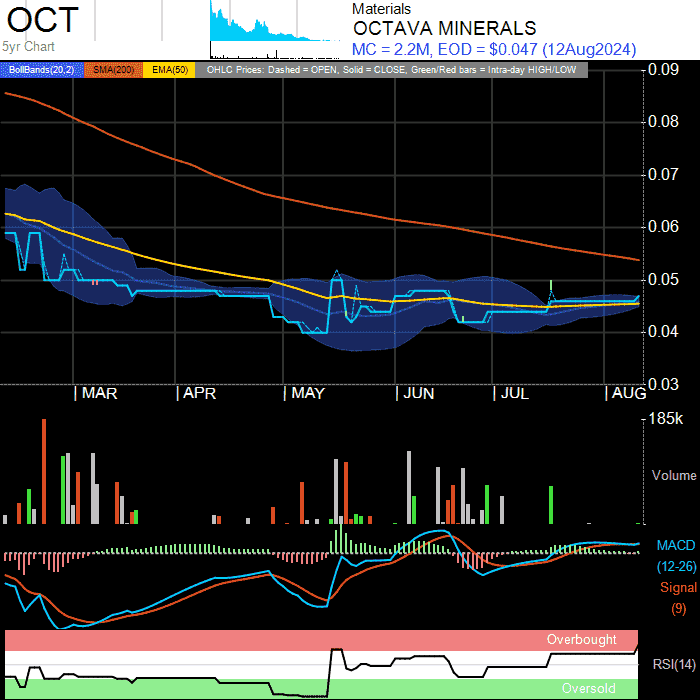 OCT
5yr Chart
Materials
OCTAVA MINERALS
MC = 2.2M, EOD = $0.047 (12Aug2024)
BollBands(20,2) SMA(200) EMA(50) OHLC Prices: Dashed = OPEN, Solid = CLOSE, Green/Red bars = Intra-day HIGH/LOW
0.09
0.08
0.07
0.06
0.05
0.04
0.03
MAR APR MAY JUN JUL AUG
185k
Volume
MACD
(12-26)
Signal
(9)
Overbought
RSI(14)
Oversold